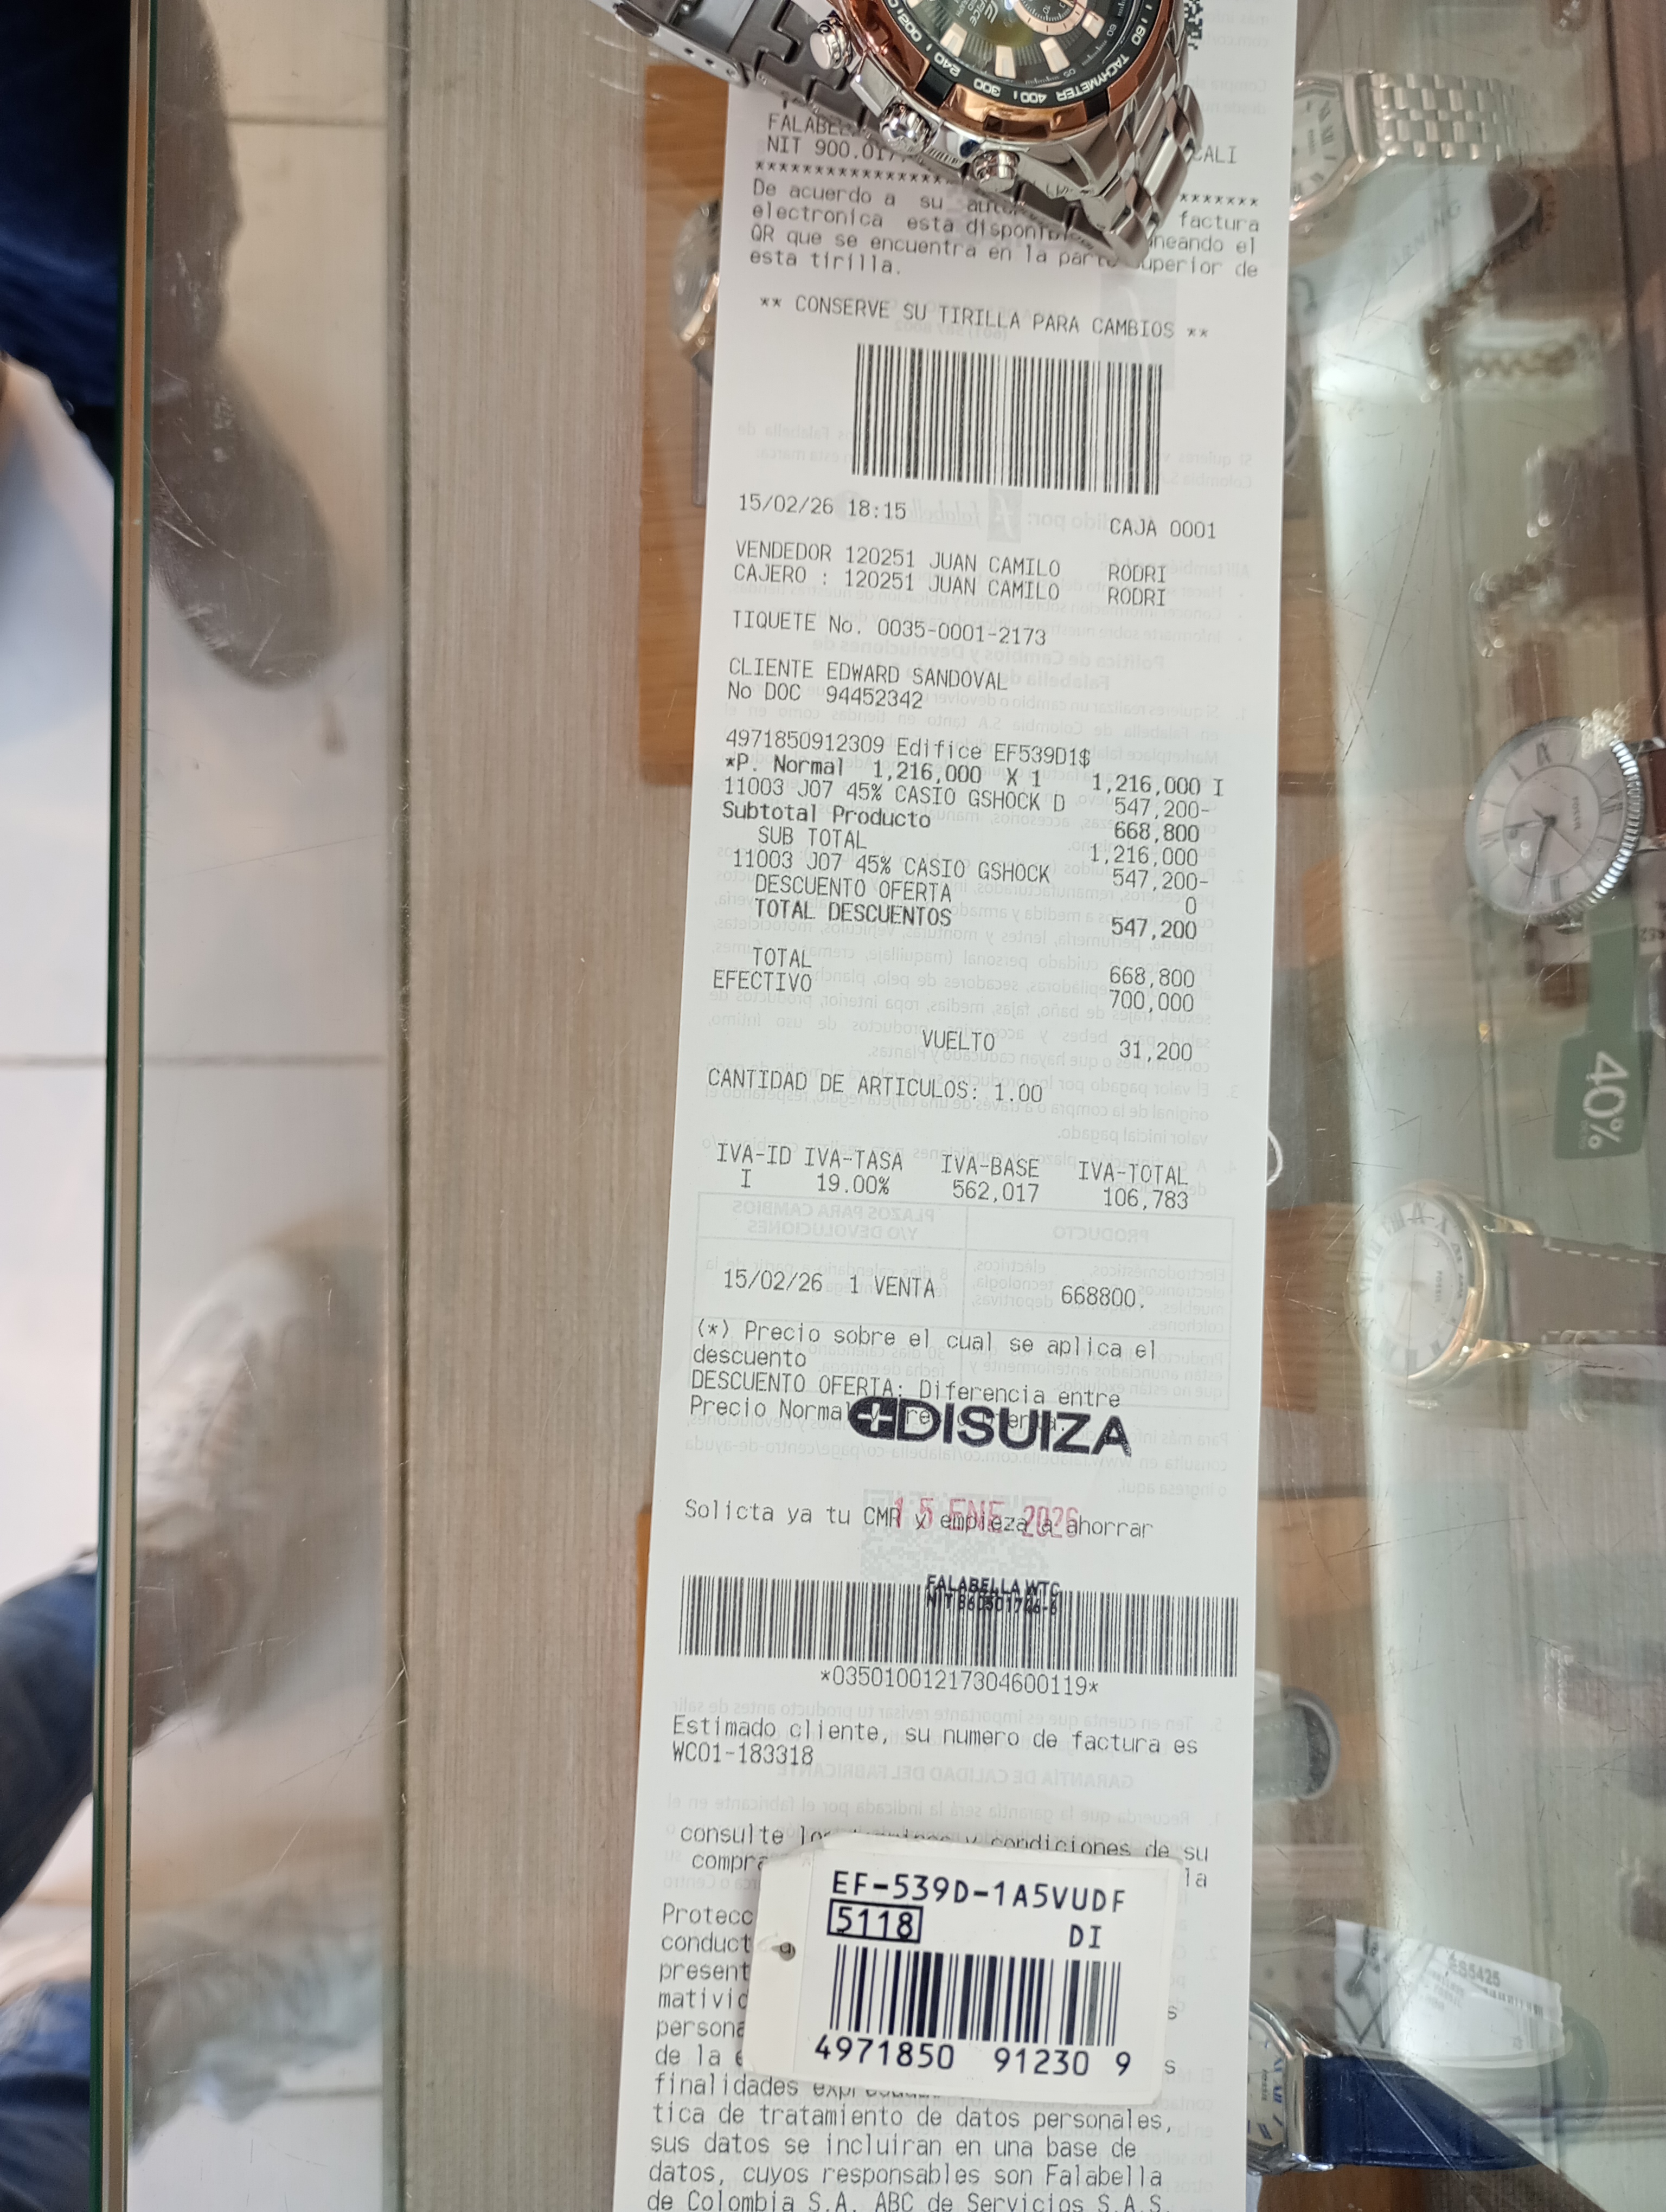 TACHYMETER 400 300 240
NIT 900.017. CALI
*******
De acuerdo a su factura
electronica esta el
QR que se encuentra en la parte superior de
esta tirilla.
** CONSERVE SU TIRILLA PARA CAMBIOS **
15/02/26 18:15 CAJA 0001
VENDEDOR 120251 JUAN CAMILO RODRI
CAJERO : 120251 JUAN CAMILO RODRI
TIQUETE No. 0035-0001-2173
CLIENTE EDWARD SANDOVAL
No DOC 94452342
4971850912309 Edifice EF539D1$
*P. Normal 1,216,000 X 1 1,216,000 I
11003 J07 45% CASIO GSHOCK D 547,200-
Subtotal Producto 668,800
SUB TOTAL 1,216,000
11003 J07 45% CASIO GSHOCK 547,200-
DESCUENTO OFERTA 0
TOTAL DESCUENTOS 547,200
TOTAL 668,800
EFECTIVO 700,000
VUELTO 31,200
CANTIDAD DE ARTICULOS: 1.00
IVA-ID IVA-TASA IVA-BASE IVA-TOTAL
I 19.00% 562,017 106,783
15/02/26 1 VENTA 668800.
(*) Precio sobre el cual se aplica el
descuento
DESCUENTO OFERTA: Diferencia entre
Precio Normal
DISUIZA
Solicta ya tu CMR y empieza a ahorrar
15 ENE 2026
FALABELLA WTC
*03501001217304600119*
Estimado cliente, su numero de factura es
WC01-183318
consulte condiciones de su
la
EF-539D-1A5VUDF
5118 DI
4971850 91230 9
de la
finalidades
tica de tratamiento de datos personales,
sus datos se incluiran en una base de
datos, cuyos responsables son Falabella
de Colombia S.A. ABC de Servicios S.A.S.
40%
ES5425